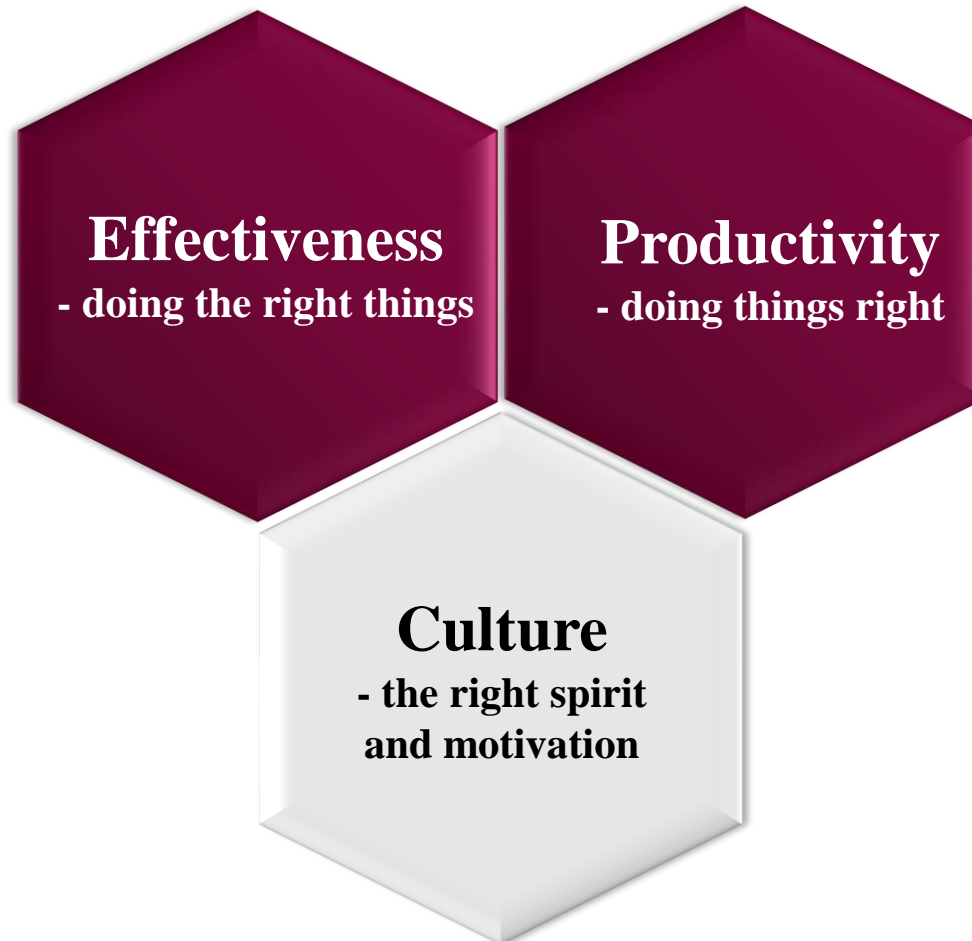 Effectiveness
- doing the right things
Productivity
- doing things right
Culture
- the right spirit
and motivation